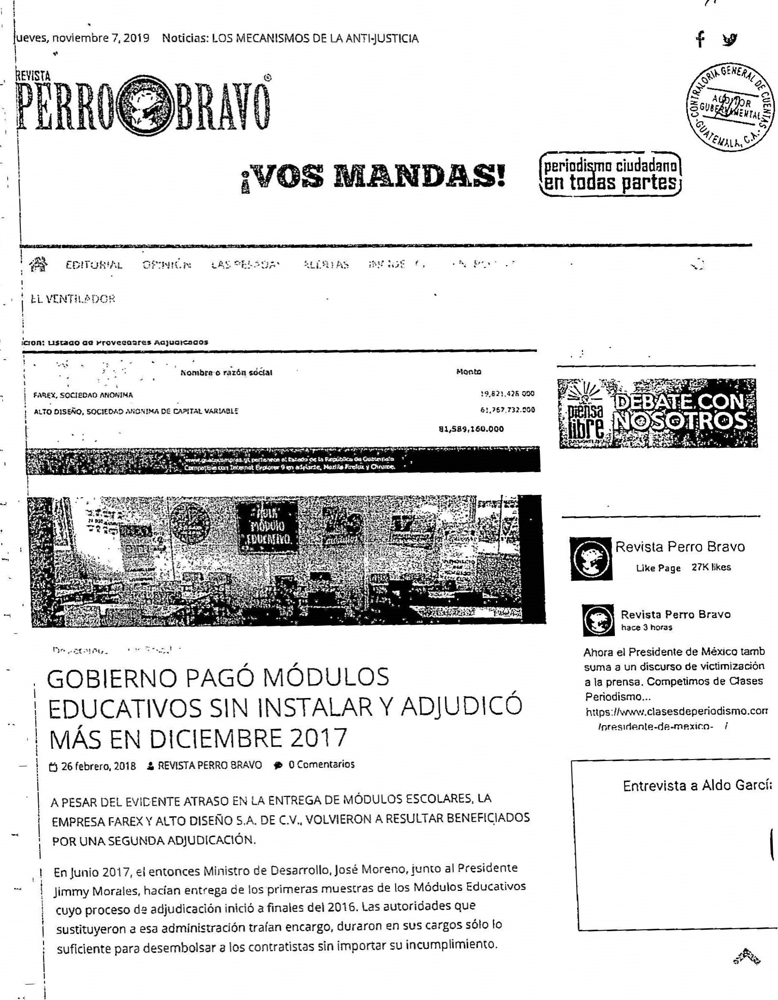 jueves, noviembre 7, 2019 Noticias: LOS MECANISMOS DE LA ANTI-JUSTICIA
REVISTA
PERRO BRAVO®
CONTRALORIA GENERAL DE CUENTAS
AUDITOR
GUBERNAMENTAL
GUATEMALA, C.A.
¡VOS MANDAS!
periodismo ciudadano
en todas partes
EDITORIAL OPINIÓN LAS PESADAS ALERTAS
EL VENTILADOR
cion: Listado de Proveedores Adjudicados
Nombre o razón social Monto
FAREX, SOCIEDAD ANONIMA 19,821,428.000
ALTO DISEÑO, SOCIEDAD ANONIMA DE CAPITAL VARIABLE 61,767,732.000
81,589,160.000
www.guatecompras.gt pertenece al Estado de la República de Guatemala
Compatible con Internet Explorer 9 en adelante, Mozilla Firefox y Chrome.
piensa
libre
DEBATE CON
NOSOTROS
MÓDULO
EDUCATIVO
Revista Perro Bravo
Like Page 27K likes
Revista Perro Bravo
hace 3 horas
Ahora el Presidente de México tamb
suma a un discurso de victimización
a la prensa. Competimos de Clases
Periodismo...
https://www.clasesdeperiodismo.com
/presidente-de-mexico- /
GOBIERNO PAGÓ MÓDULOS
EDUCATIVOS SIN INSTALAR Y ADJUDICÓ
MÁS EN DICIEMBRE 2017
26 febrero, 2018 REVISTA PERRO BRAVO 0 Comentarios
A PESAR DEL EVIDENTE ATRASO EN LA ENTREGA DE MÓDULOS ESCOLARES, LA
EMPRESA FAREX Y ALTO DISEÑO S.A. DE C.V., VOLVIERON A RESULTAR BENEFICIADOS
POR UNA SEGUNDA ADJUDICACIÓN.
En Junio 2017, el entonces Ministro de Desarrollo, José Moreno, junto al Presidente
Jimmy Morales, hacían entrega de los primeras muestras de los Módulos Educativos
cuyo proceso de adjudicación inició a finales del 2016. Las autoridades que
sustituyeron a esa administración traían encargo, duraron en sus cargos sólo lo
suficiente para desembolsar a los contratistas sin importar su incumplimiento.
Entrevista a Aldo Garcí